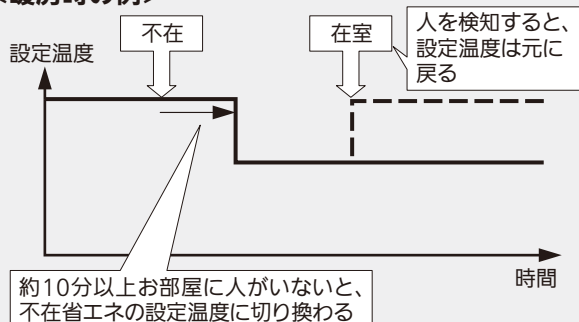 ＜暖房時の例＞
不在
在室
人を検知すると、
設定温度は元に
戻る
設定温度
時間
約10分以上お部屋に人がいないと、
不在省エネの設定温度に切り換わる